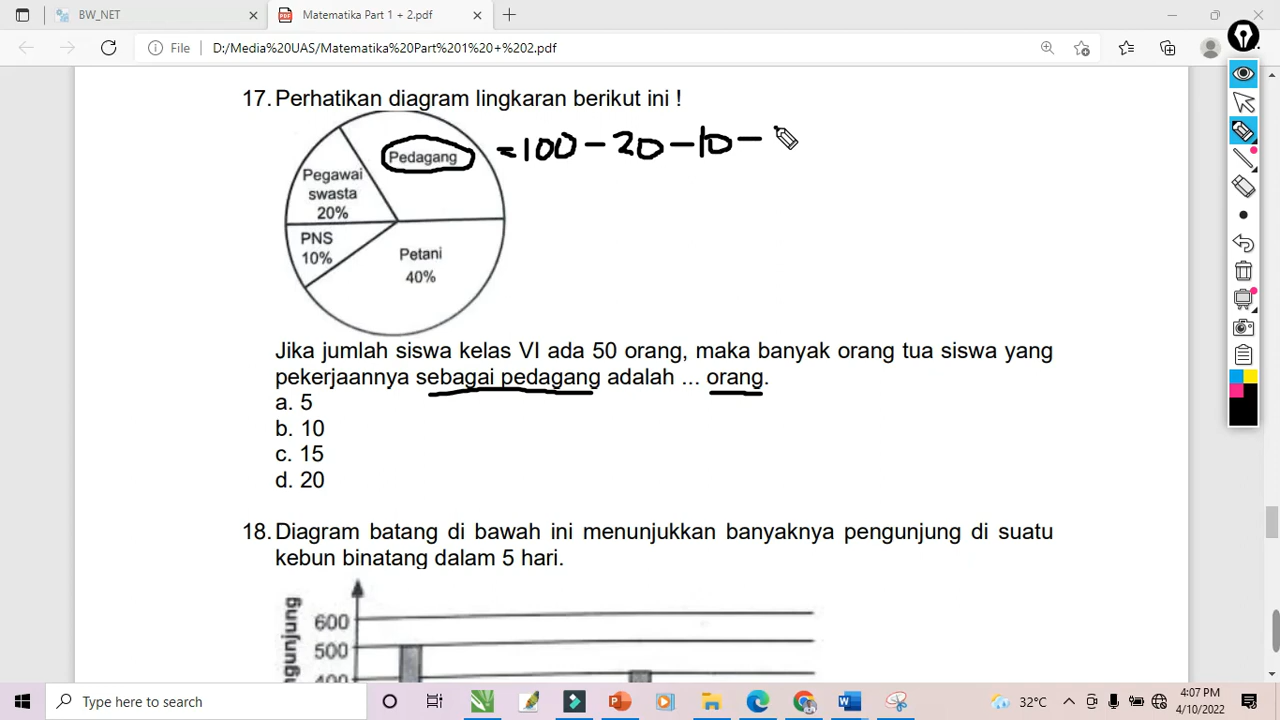 BW_NET
Matematika Part 1 + 2.pdf
File
D:/Media%20UAS/Matematika%20Part%201%20+%202.pdf
17. Perhatikan diagram lingkaran berikut ini !
Pedagang
= 100 - 20 - 10 -
Pegawai
swasta
20%
PNS
10%
Petani
40%
Jika jumlah siswa kelas VI ada 50 orang, maka banyak orang tua siswa yang
pekerjaannya sebagai pedagang adalah ... orang.
a. 5
b. 10
c. 15
d. 20
18. Diagram batang di bawah ini menunjukkan banyaknya pengunjung di suatu
kebun binatang dalam 5 hari.
600
500
400
ngunjung
Type here to search
32°C
4:07 PM
4/10/2022